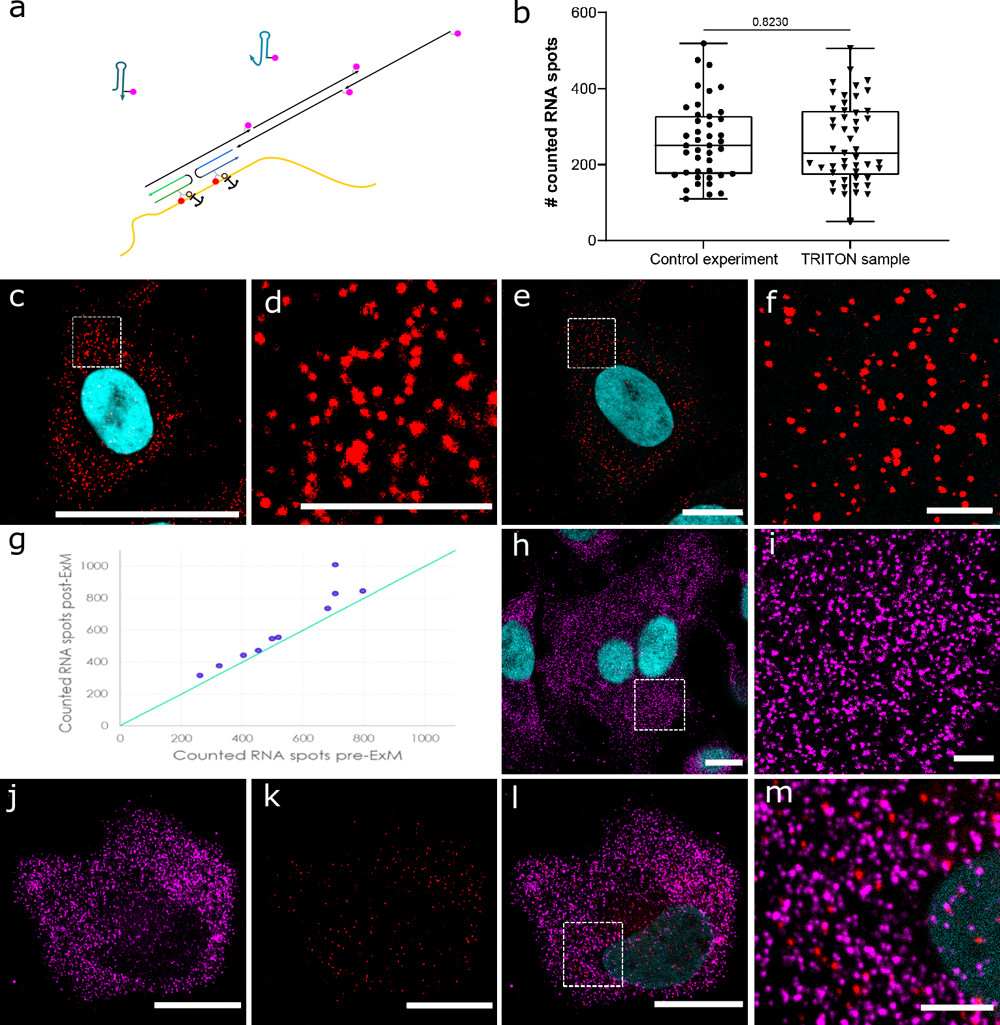 a
b
600
0.8230
400
200
0
# counted RNA spots
Control experiment
TRITON sample
c
d
e
f
g
1000
800
600
400
200
0
Counted RNA spots post-ExM
0 200 400 600 800 1000
Counted RNA spots pre-ExM
h
i
j
k
l
m